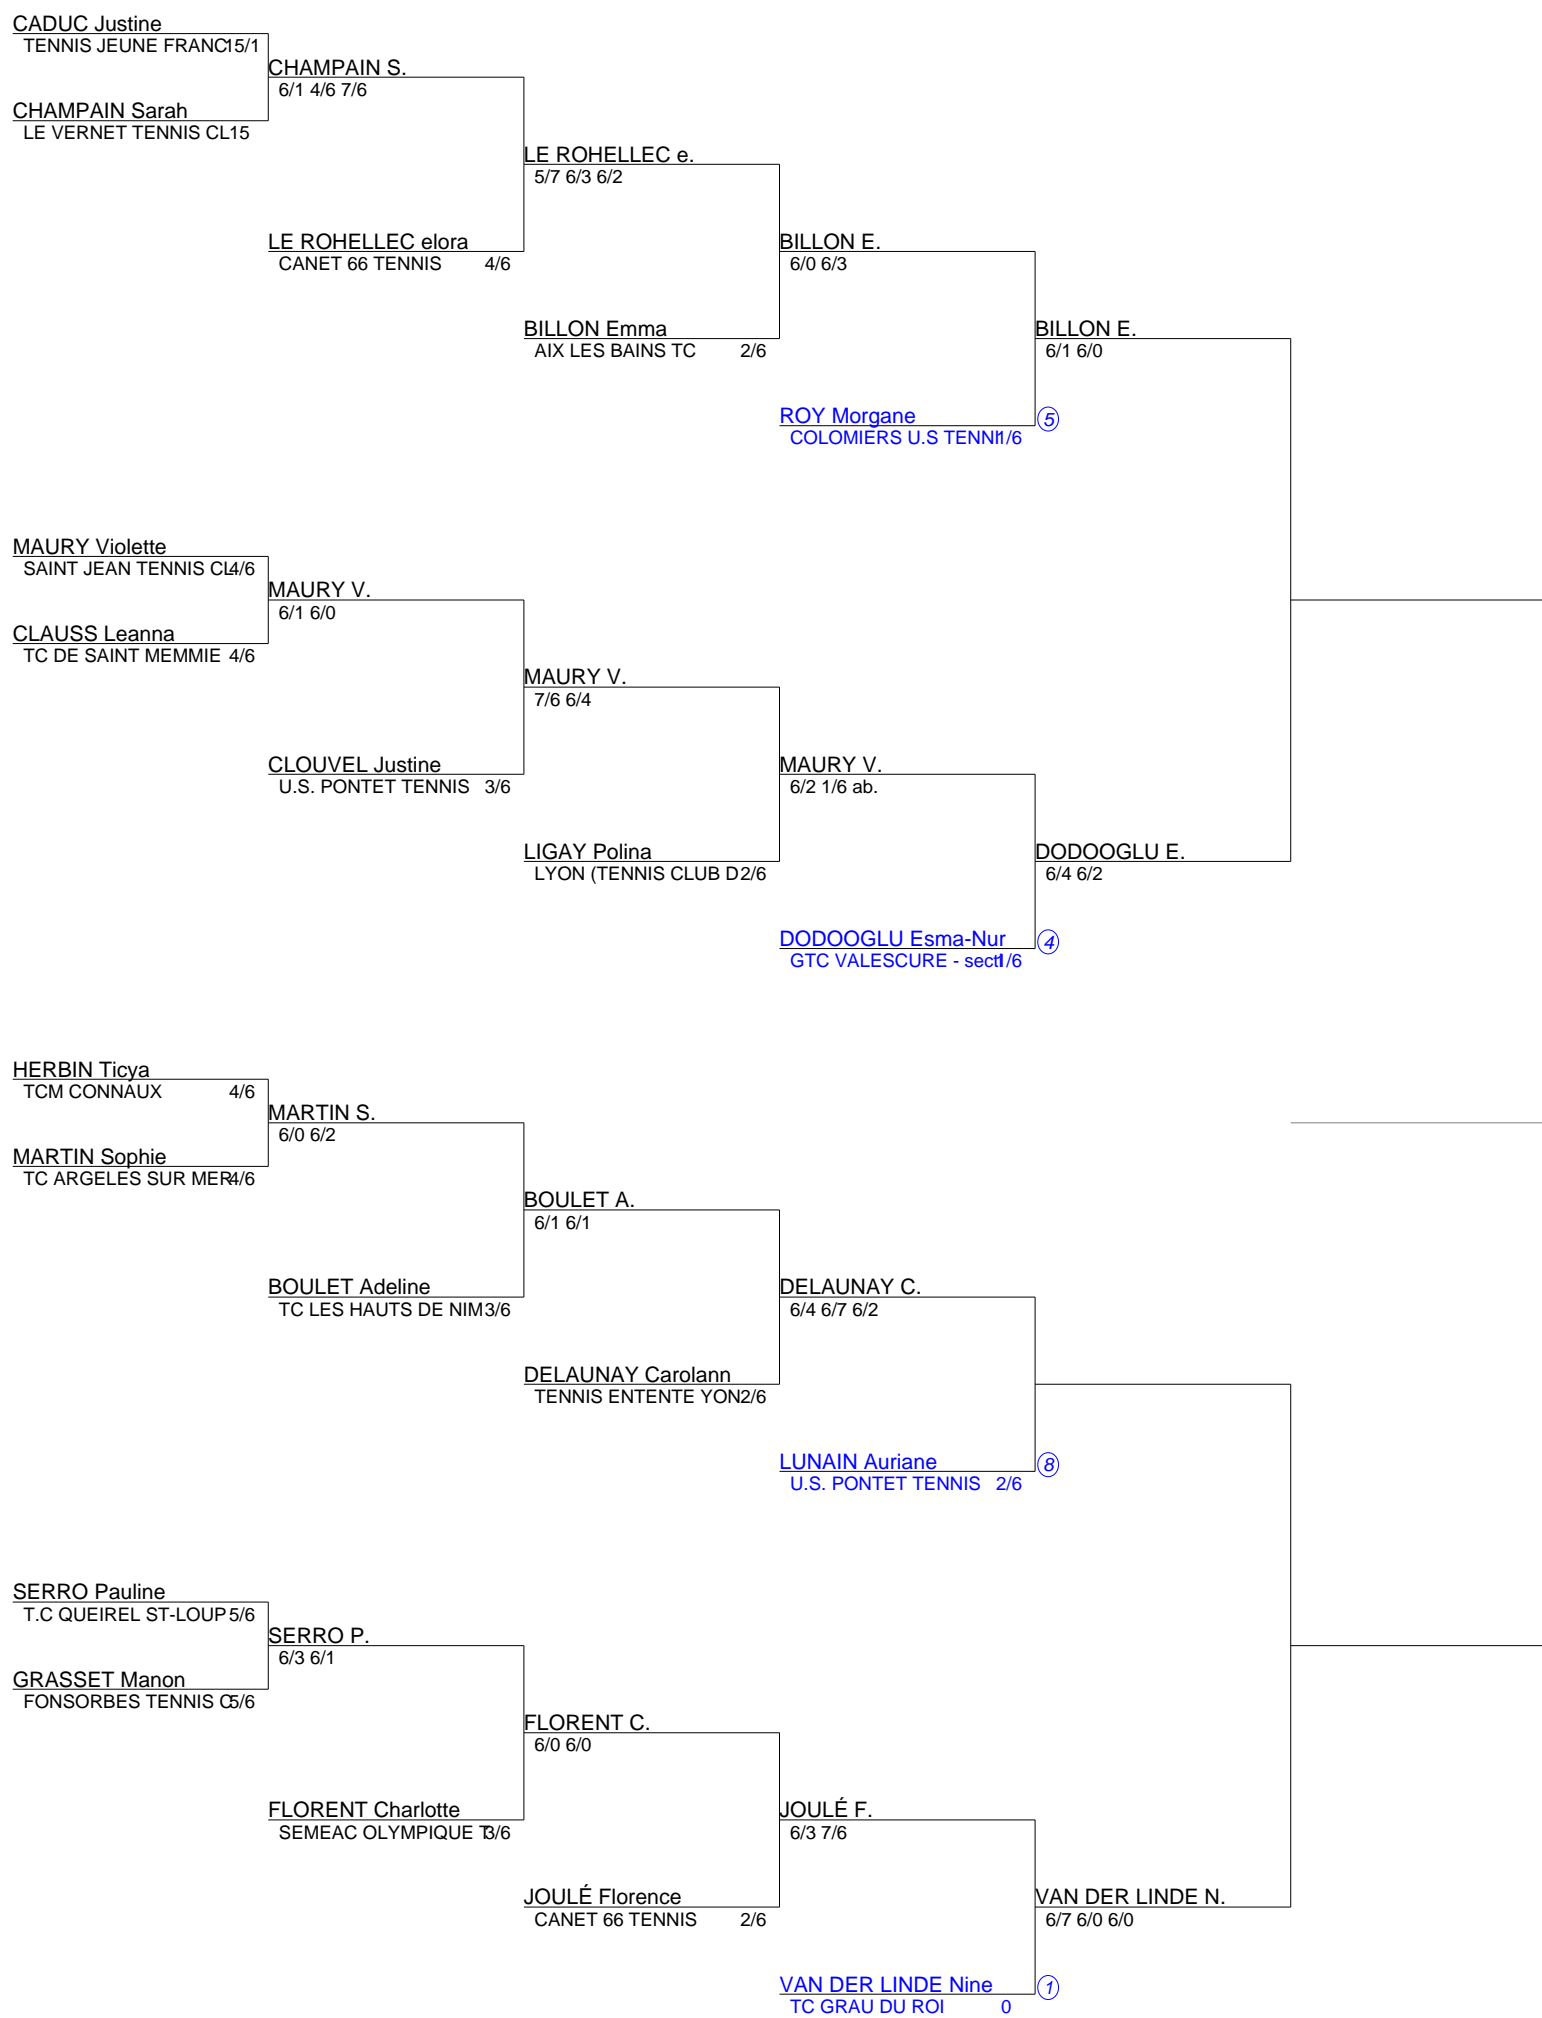 CADUC Justine
TENNIS JEUNE FRANC15/1
CHAMPAIN S.
6/1 4/6 7/6
CHAMPAIN Sarah
LE VERNET TENNIS CL15
LE ROHELLEC e.
5/7 6/3 6/2
LE ROHELLEC elora
CANET 66 TENNIS 4/6
BILLON E.
6/0 6/3
BILLON Emma
AIX LES BAINS TC 2/6
BILLON E.
6/1 6/0
ROY Morgane 5
COLOMIERS U.S TENNI1/6
MAURY Violette
SAINT JEAN TENNIS CL4/6
MAURY V.
6/1 6/0
CLAUSS Leanna
TC DE SAINT MEMMIE 4/6
MAURY V.
7/6 6/4
CLOUVEL Justine
U.S. PONTET TENNIS 3/6
MAURY V.
6/2 1/6 ab.
LIGAY Polina
LYON (TENNIS CLUB D2/6
DODOOGLU E.
6/4 6/2
DODOOGLU Esma-Nur 4
GTC VALESCURE - secti1/6
HERBIN Ticya
TCM CONNAUX 4/6
MARTIN S.
6/0 6/2
MARTIN Sophie
TC ARGELES SUR MER4/6
BOULET A.
6/1 6/1
BOULET Adeline
TC LES HAUTS DE NIM3/6
DELAUNAY C.
6/4 6/7 6/2
DELAUNAY Carolann
TENNIS ENTENTE YON2/6
LUNAIN Auriane 8
U.S. PONTET TENNIS 2/6
SERRO Pauline
T.C QUEIREL ST-LOUP 5/6
SERRO P.
6/3 6/1
GRASSET Manon
FONSORBES TENNIS C5/6
FLORENT C.
6/0 6/0
FLORENT Charlotte
SEMEAC OLYMPIQUE T3/6
JOULÉ F.
6/3 7/6
JOULÉ Florence
CANET 66 TENNIS 2/6
VAN DER LINDE N.
6/7 6/0 6/0
VAN DER LINDE Nine 1
TC GRAU DU ROI 0